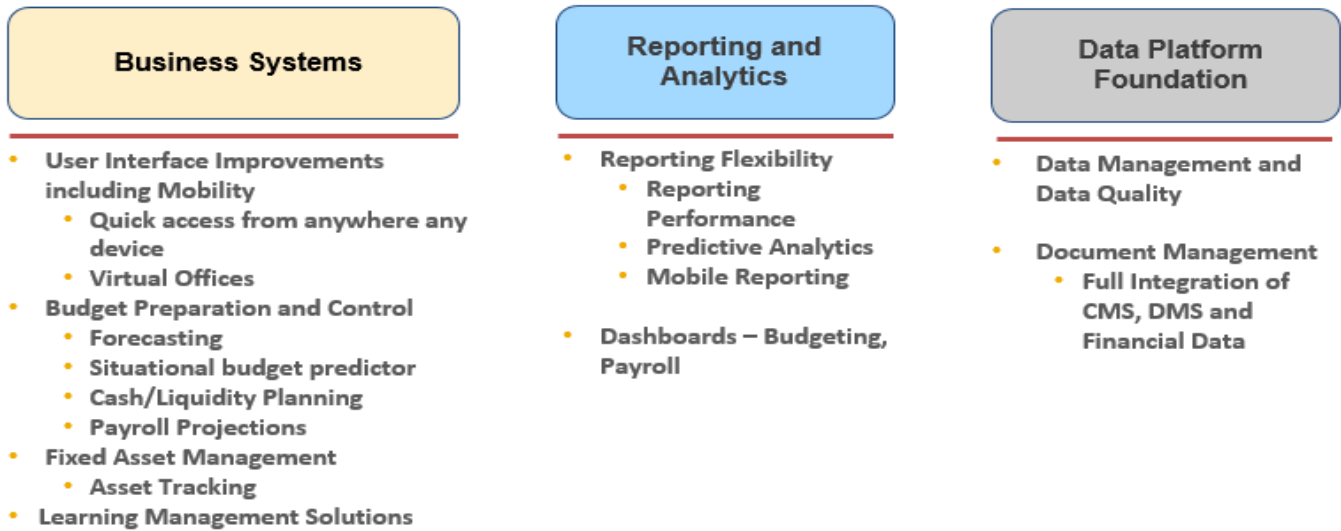 Business Systems
• User Interface Improvements
including Mobility
• Quick access from anywhere any
device
• Virtual Offices
• Budget Preparation and Control
• Forecasting
• Situational budget predictor
• Cash/Liquidity Planning
• Payroll Projections
• Fixed Asset Management
• Asset Tracking
• Learning Management Solutions
Reporting and
Analytics
• Reporting Flexibility
• Reporting
Performance
• Predictive Analytics
• Mobile Reporting
• Dashboards – Budgeting,
Payroll
Data Platform
Foundation
• Data Management and
Data Quality
• Document Management
• Full Integration of
CMS, DMS and
Financial Data